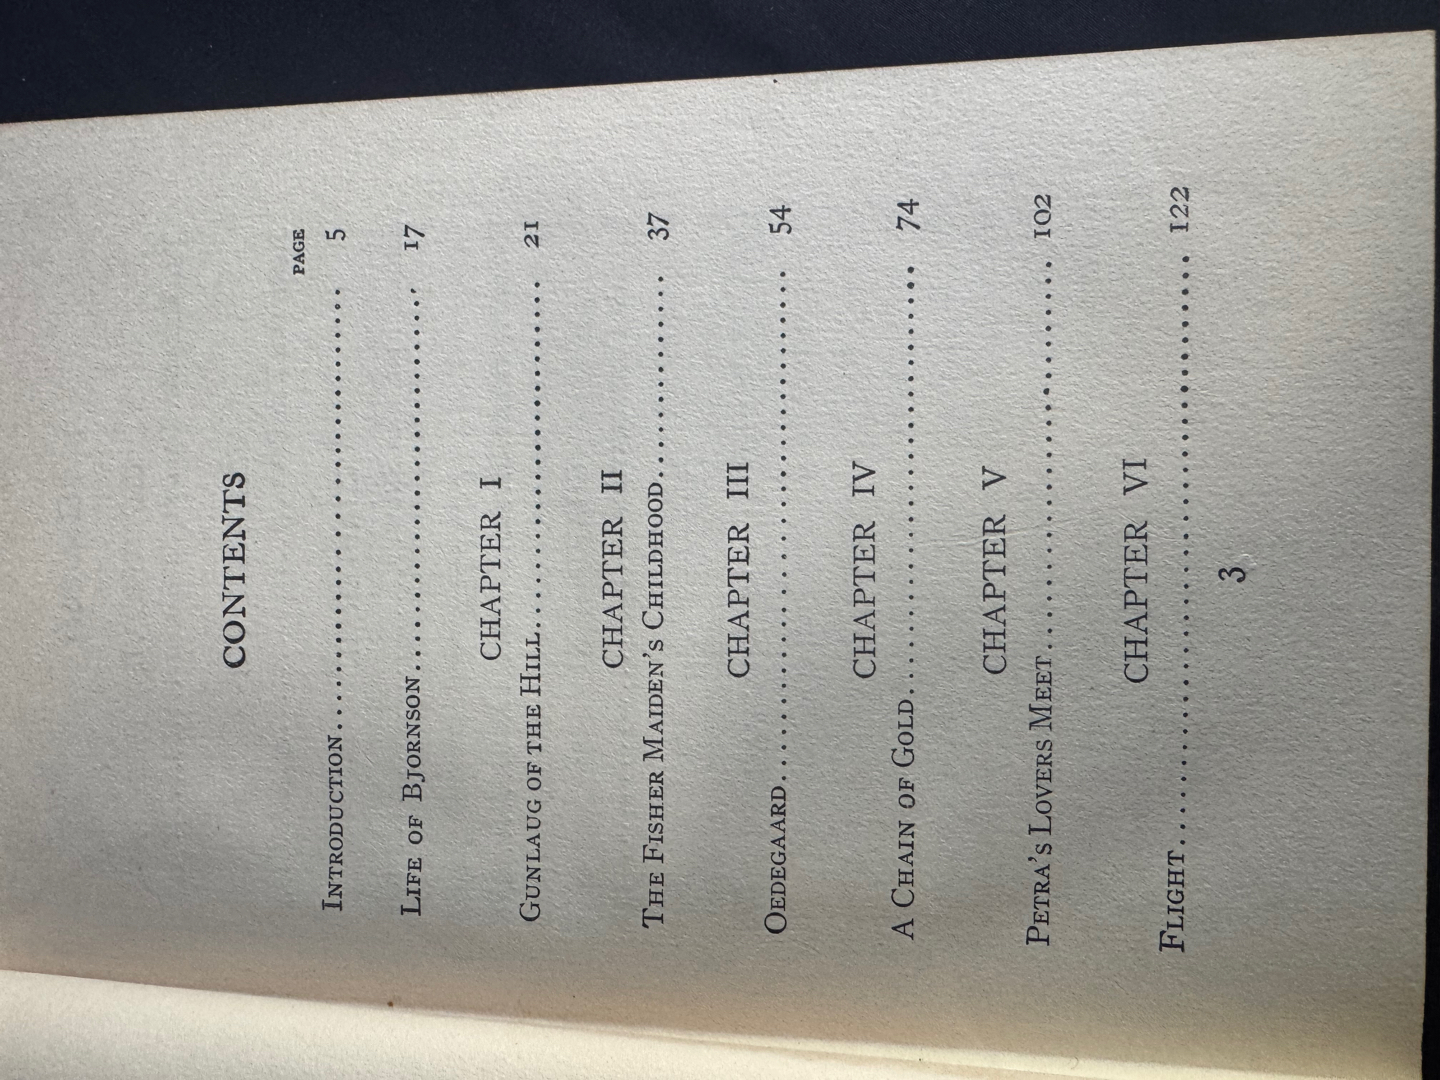 CONTENTS
PAGE
Introduction.............................. 5
Life of Bjornson.......................... 17
CHAPTER I
Gunlaug of the Hill....................... 21
CHAPTER II
The Fisher Maiden's Childhood............. 37
CHAPTER III
Oedegaard................................. 54
CHAPTER IV
A Chain of Gold........................... 74
CHAPTER V
Petra's Lovers Meet....................... 102
CHAPTER VI
Flight.................................... 122
3